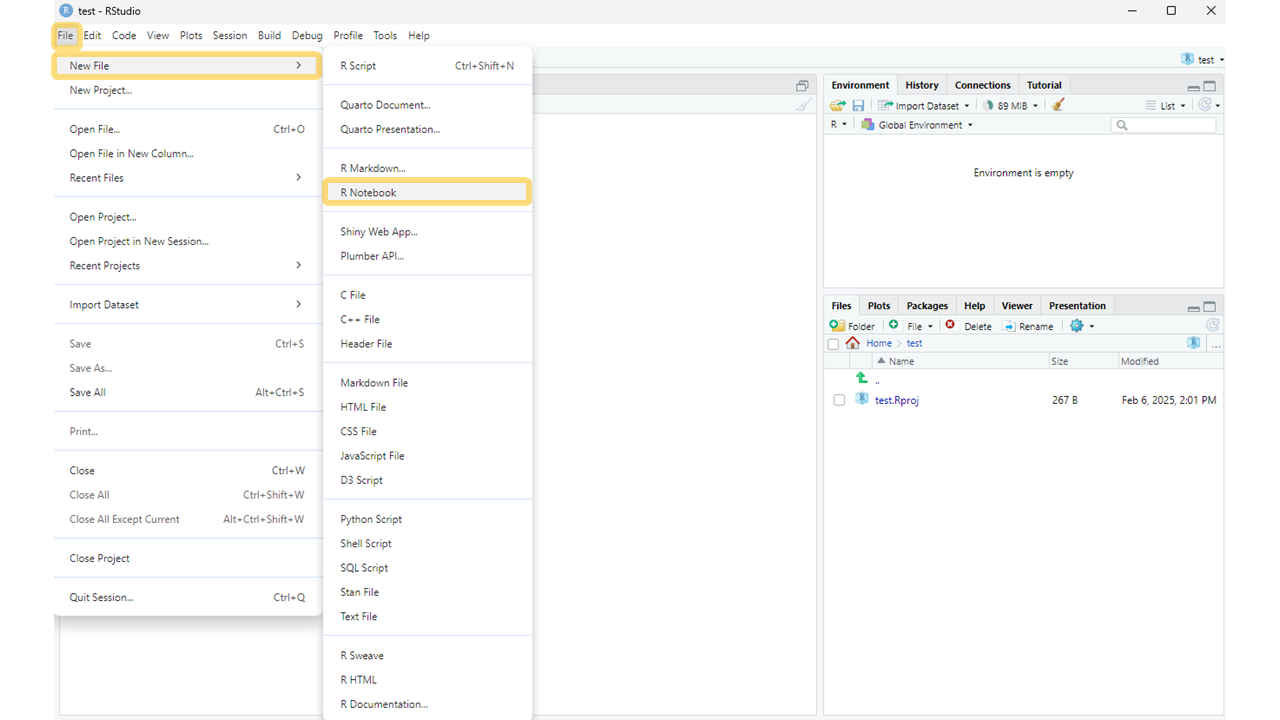 test - RStudio
File Edit Code View Plots Session Build Debug Profile Tools Help
test
New File
New Project...
Open File... Ctrl+O
Open File in New Column...
Recent Files
Open Project...
Open Project in New Session...
Recent Projects
Import Dataset
Save Ctrl+S
Save As...
Save All Alt+Ctrl+S
Print...
Close Ctrl+W
Close All Ctrl+Shift+W
Close All Except Current Alt+Ctrl+Shift+W
Close Project
Quit Session... Ctrl+Q
R Script Ctrl+Shift+N
Quarto Document...
Quarto Presentation...
R Markdown...
R Notebook
Shiny Web App...
Plumber API...
C File
C++ File
Header File
Markdown File
HTML File
CSS File
JavaScript File
D3 Script
Python Script
Shell Script
SQL Script
Stan File
Text File
R Sweave
R HTML
R Documentation...
Environment History Connections Tutorial
Import Dataset 89 MiB List
R Global Environment
Environment is empty
Files Plots Packages Help Viewer Presentation
Folder File Delete Rename
Home test ...
Name Size Modified
..
test.Rproj 267 B Feb 6, 2025, 2:01 PM